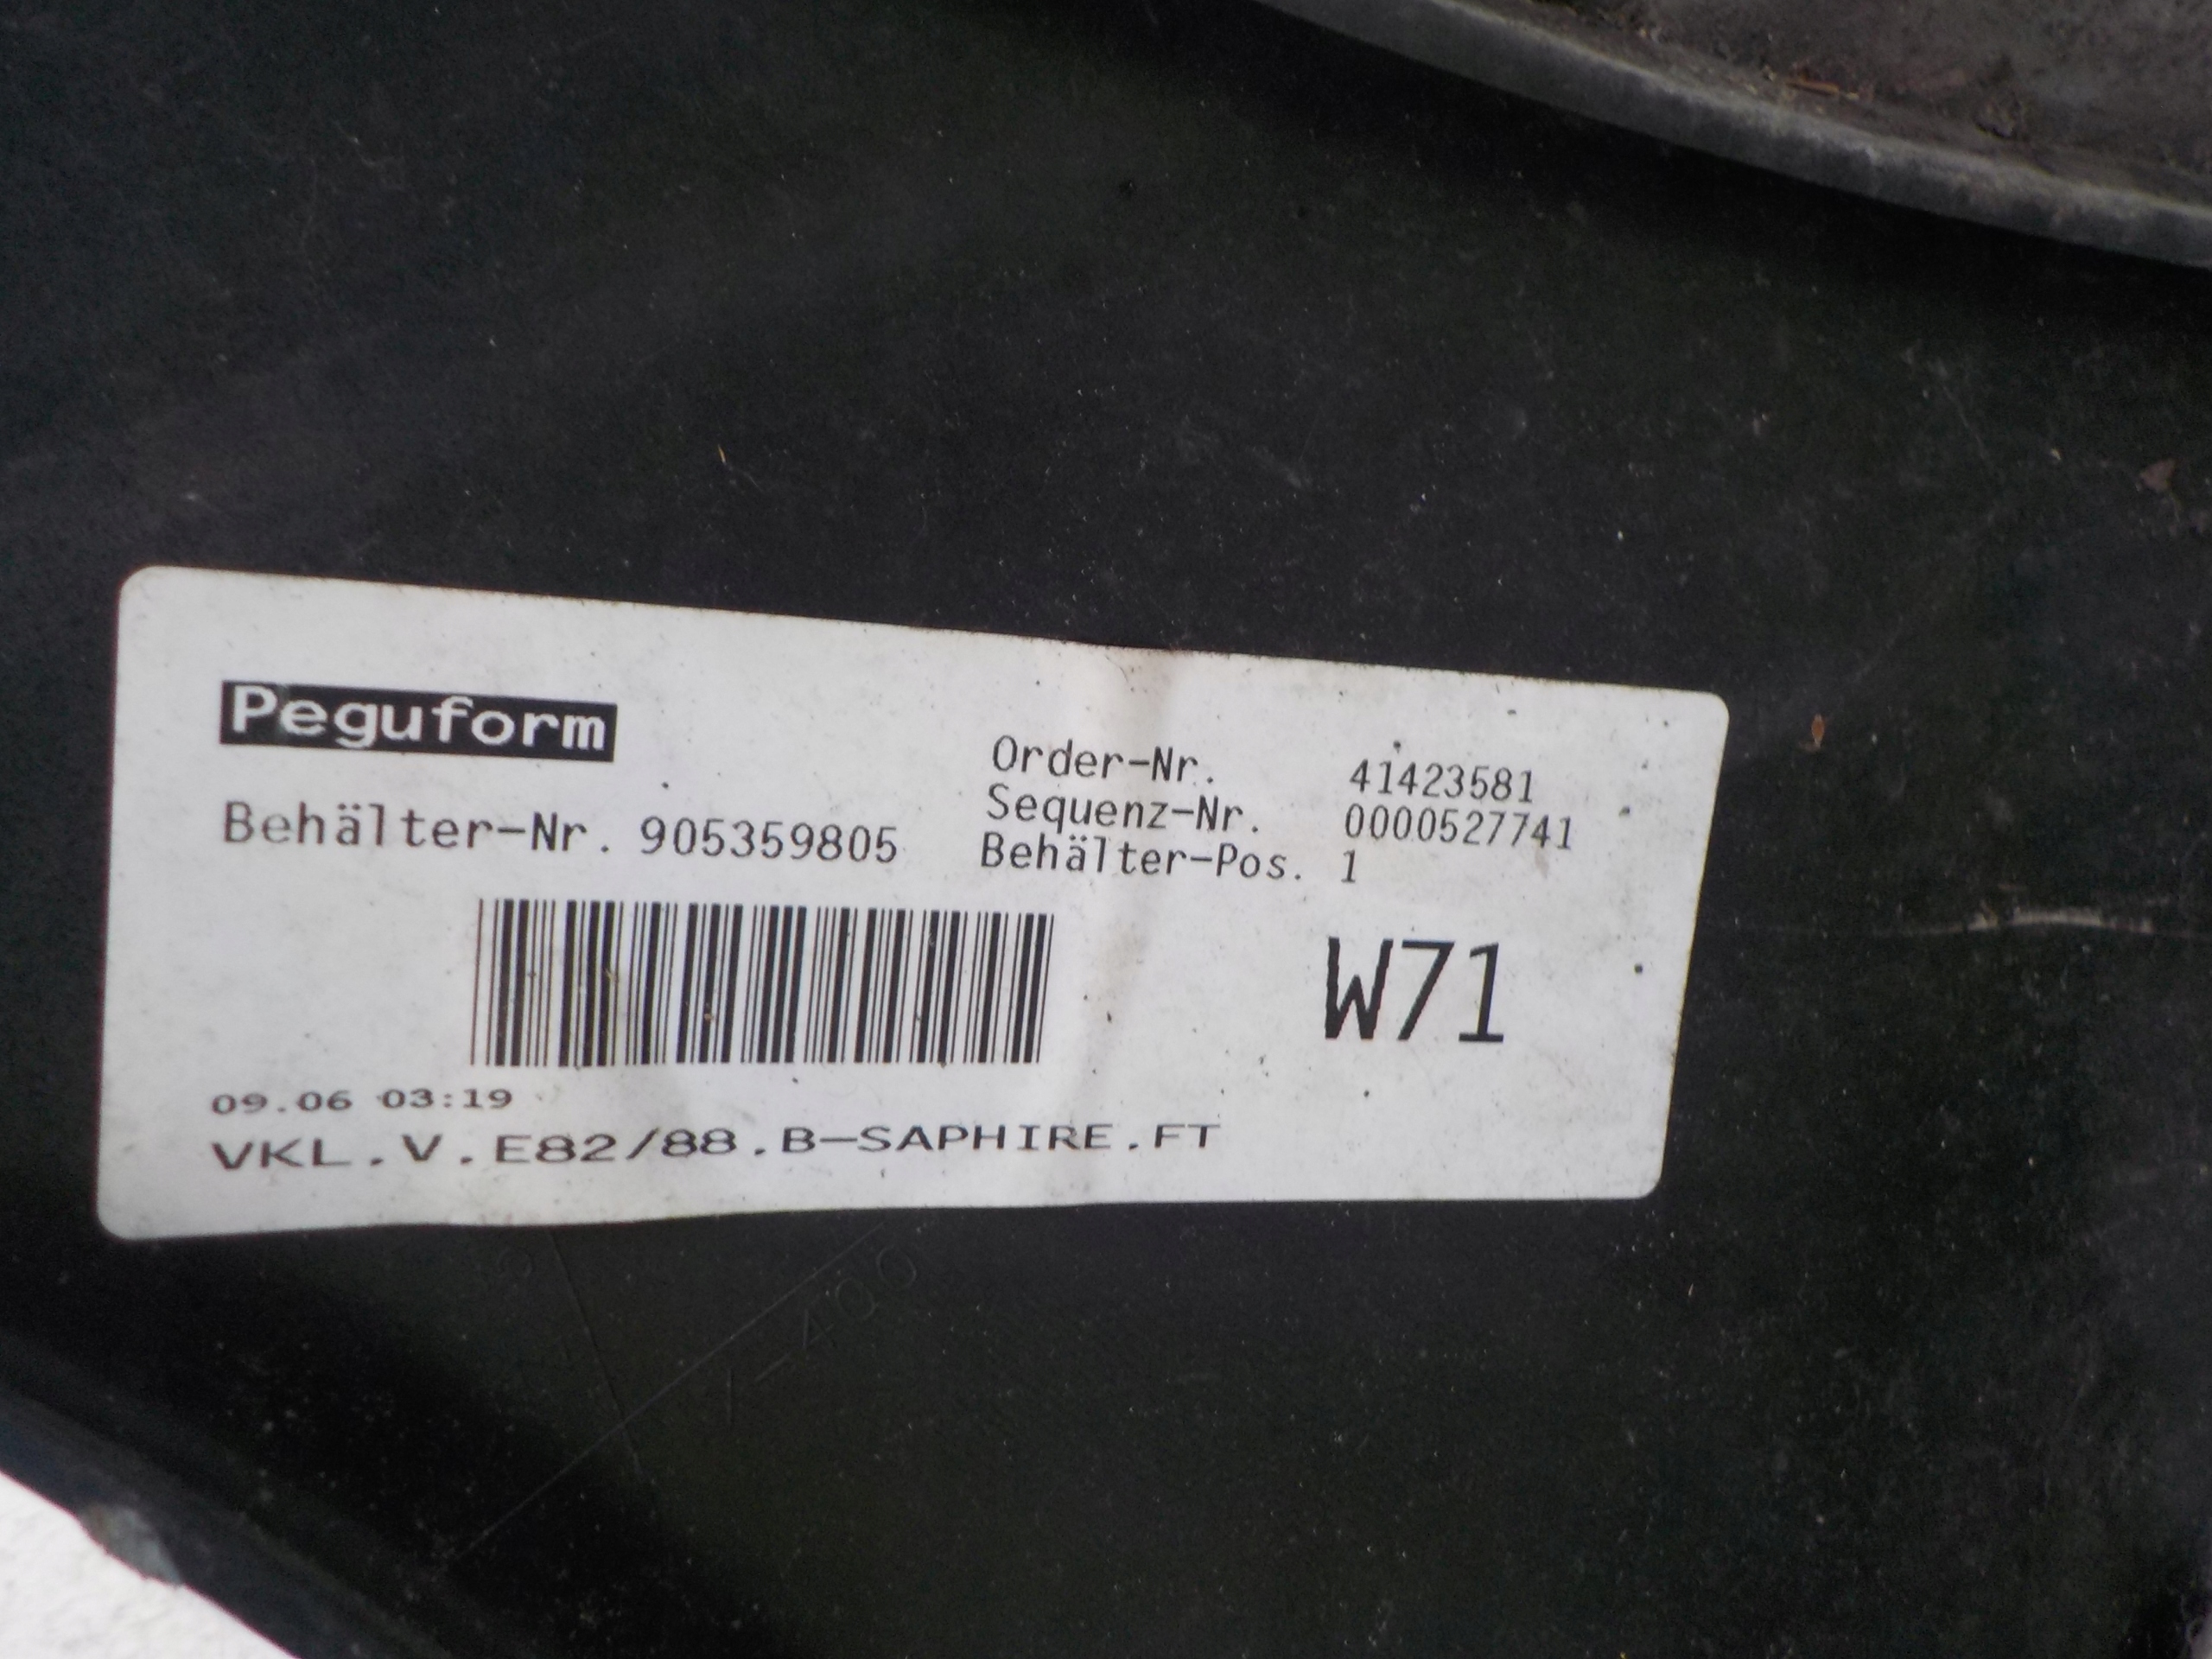 Peguform
Behälter-Nr. 905359805
Order-Nr. 41423581
Sequenz-Nr. 0000527741
Behälter-Pos. 1
W71
09.06 03:19
VKL.V.E82/88.B-SAPHIRE.FT
-400